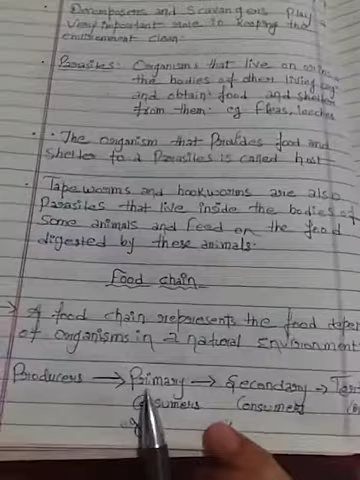 Decomposers and Scavangers play
Very important role in keeping the
environment clean.
Parasites: Organisms that live on or in
the bodies of other living
and obtain food and shelter
from them. eg Fleas, leeches
The organism that Provides food and
shelter to a Parasites is called host
Tapeworms and hookworms are also
Parasites that live inside the bodies of
some animals and feed on the food
digested by these animals.
Food chain
A food chain represents the food
of organisms in a natural environment
Producers → Primary → Secondary →
Consumers Consumers